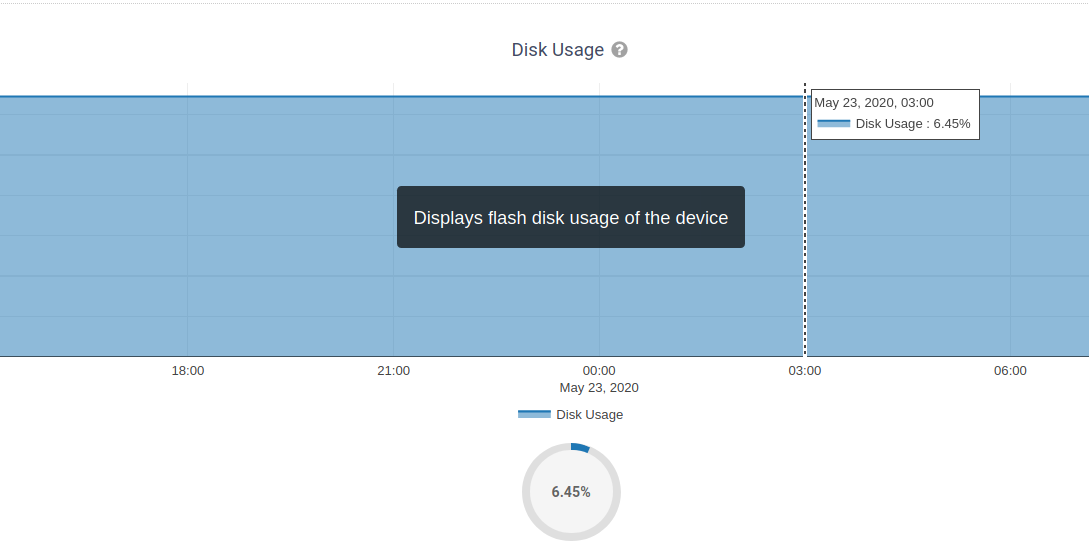 Disk Usage ?
May 23, 2020, 03:00
Disk Usage : 6.45%
Displays flash disk usage of the device
18:00 21:00 00:00 03:00 06:00
May 23, 2020
Disk Usage
6.45%